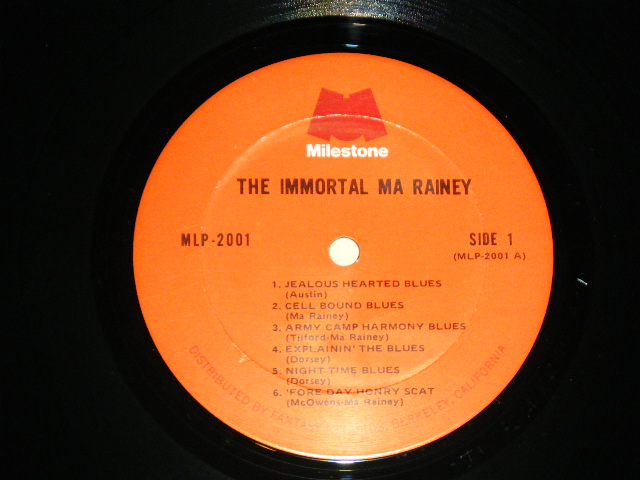 Milestone
THE IMMORTAL MA RAINEY
MLP-2001
SIDE 1
(MLP-2001 A)
1. JEALOUS HEARTED BLUES
(Austin)
2. CELL BOUND BLUES
(Ma Rainey)
3. ARMY CAMP HARMONY BLUES
(Tilford-Ma Rainey)
4. EXPLAININ' THE BLUES
(Dorsey)
5. NIGHT TIME BLUES
(Dorsey)
6. 'FORE DAY HONRY SCAT
(McOwens-Ma Rainey)
DISTRIBUTED BY FANTASY BERKELEY, CALIFORNIA